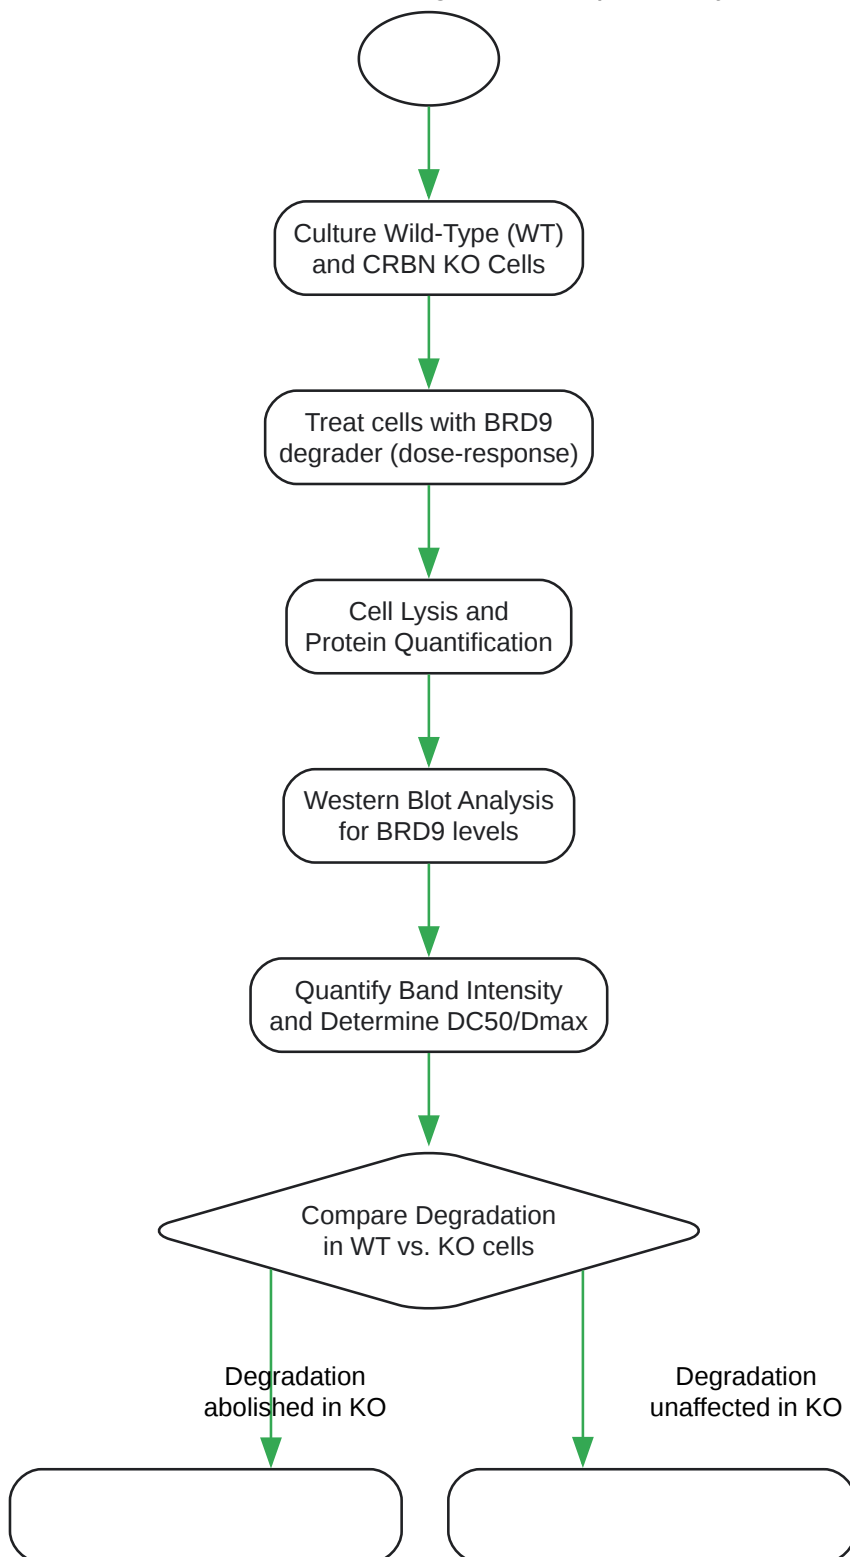 Culture Wild-Type (WT)
and CRBN KO Cells
Treat cells with BRD9
degrader (dose-response)
Cell Lysis and
Protein Quantification
Western Blot Analysis
for BRD9 levels
Quantify Band Intensity
and Determine DC50/Dmax
Compare Degradation
in WT vs. KO cells
Degradation
abolished in KO
Degradation
unaffected in KO